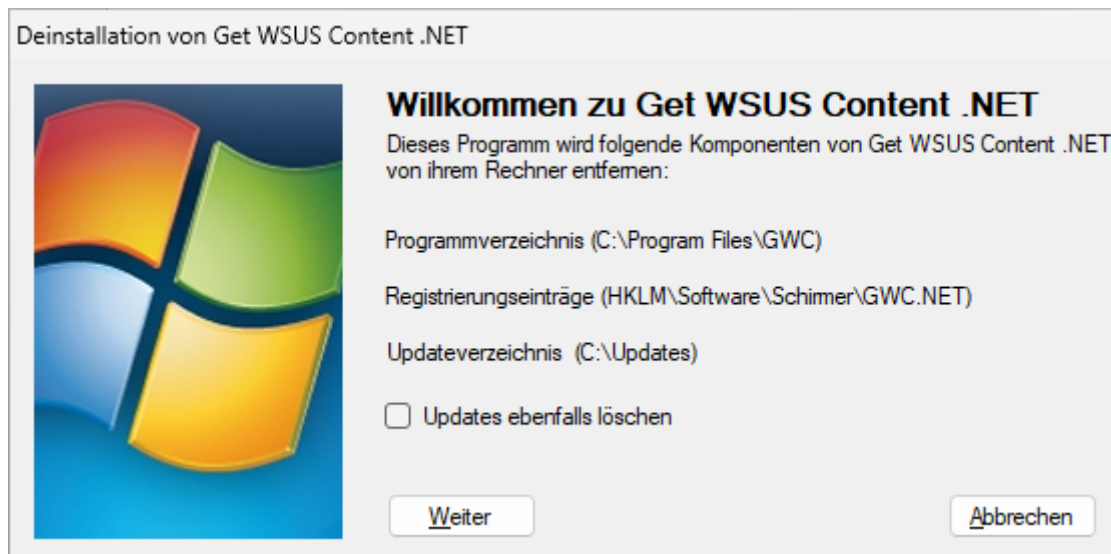 Deinstallation von Get WSUS Content .NET
Willkommen zu Get WSUS Content .NET
Dieses Programm wird folgende Komponenten von Get WSUS Content .NET
von ihrem Rechner entfernen:
Programmverzeichnis (C:\Program Files\GWC)
Registrierungseinträge (HKLM\Software\Schirmer\GWC.NET)
Updateverzeichnis (C:\Updates)
Updates ebenfalls löschen
Weiter
Abbrechen